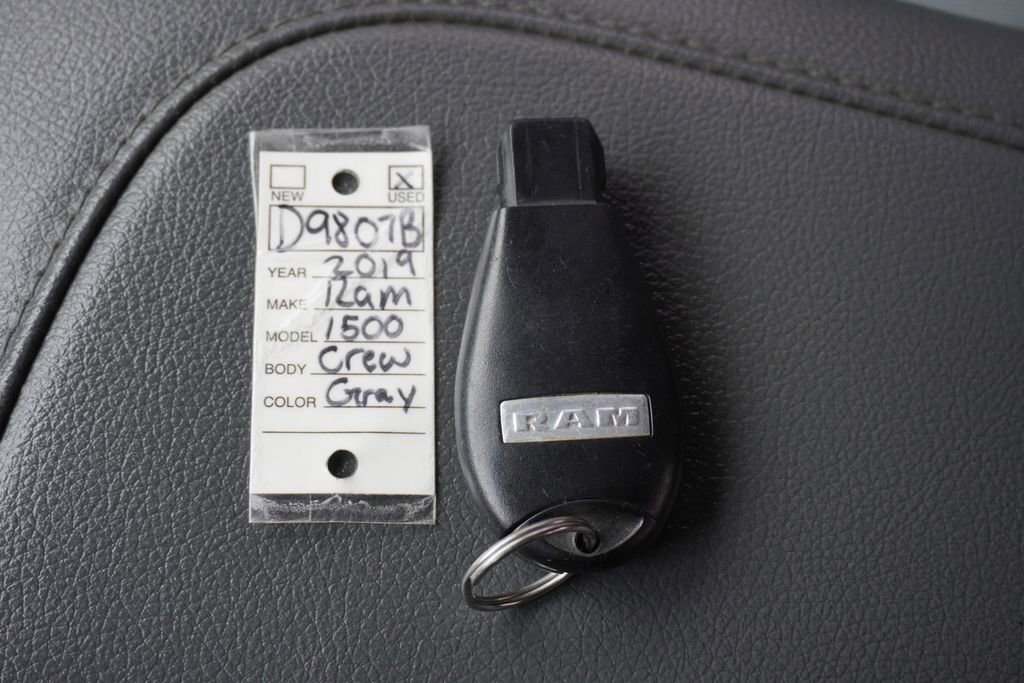 NEW USED
D9807B
YEAR 2019
MAKE Ram
MODEL 1500
BODY Crew
COLOR Gray
RAM